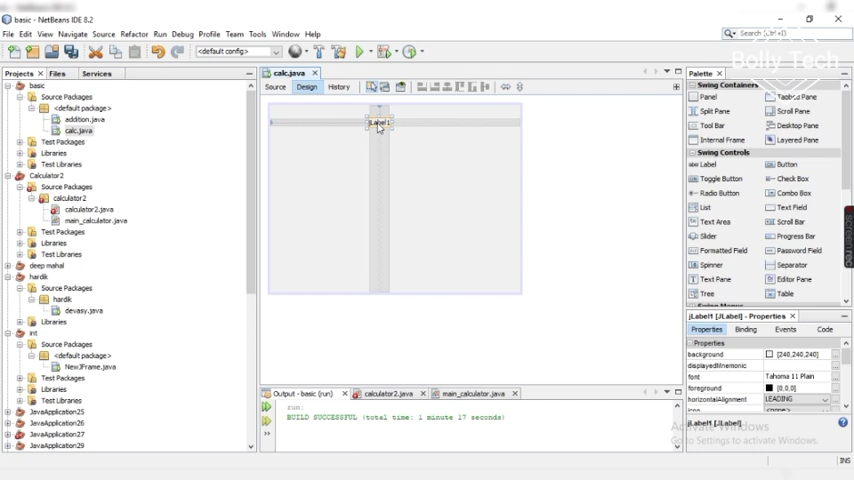 basic - NetBeans IDE 8.2
File Edit View Navigate Source Refactor Run Debug Profile Team Tools Window Help
Search (Ctrl+I)
<default config>
Bolly Tech
Projects Files Services
basic
Source Packages
<default package>
addition.java
calc.java
Test Packages
Libraries
Test Libraries
Calculator2
Source Packages
calculator2
calculator2.java
main_calculator.java
Test Packages
Libraries
Test Libraries
deep mahal
hardik
Source Packages
hardik
devasy.java
Libraries
int
Source Packages
<default package>
NewJFrame.java
Test Packages
Libraries
Test Libraries
JavaApplication25
JavaApplication26
JavaApplication27
JavaApplication29
calc.java
Source Design History
jLabel1
Output - basic (run) calculator2.java main_calculator.java
run:
BUILD SUCCESSFUL (total time: 1 minute 17 seconds)
Palette
Swing Containers
Panel Tabbed Pane
Split Pane Scroll Pane
Tool Bar Desktop Pane
Internal Frame Layered Pane
Swing Controls
Label Button
Toggle Button Check Box
Radio Button Combo Box
List Text Field
Text Area Scroll Bar
Slider Progress Bar
Formatted Field Password Field
Spinner Separator
Text Pane Editor Pane
Tree Table
Swing Menus
jLabel1 [JLabel] - Properties
Properties Binding Events Code
Properties
background [240,240,240]
displayedMnemonic
font Tahoma 11 Plain
foreground [0,0,0]
horizontalAlignment LEADING
icon <none>
jLabel1 [JLabel]
Activate Windows
Go to Settings to activate Windows.
INS
screenrec